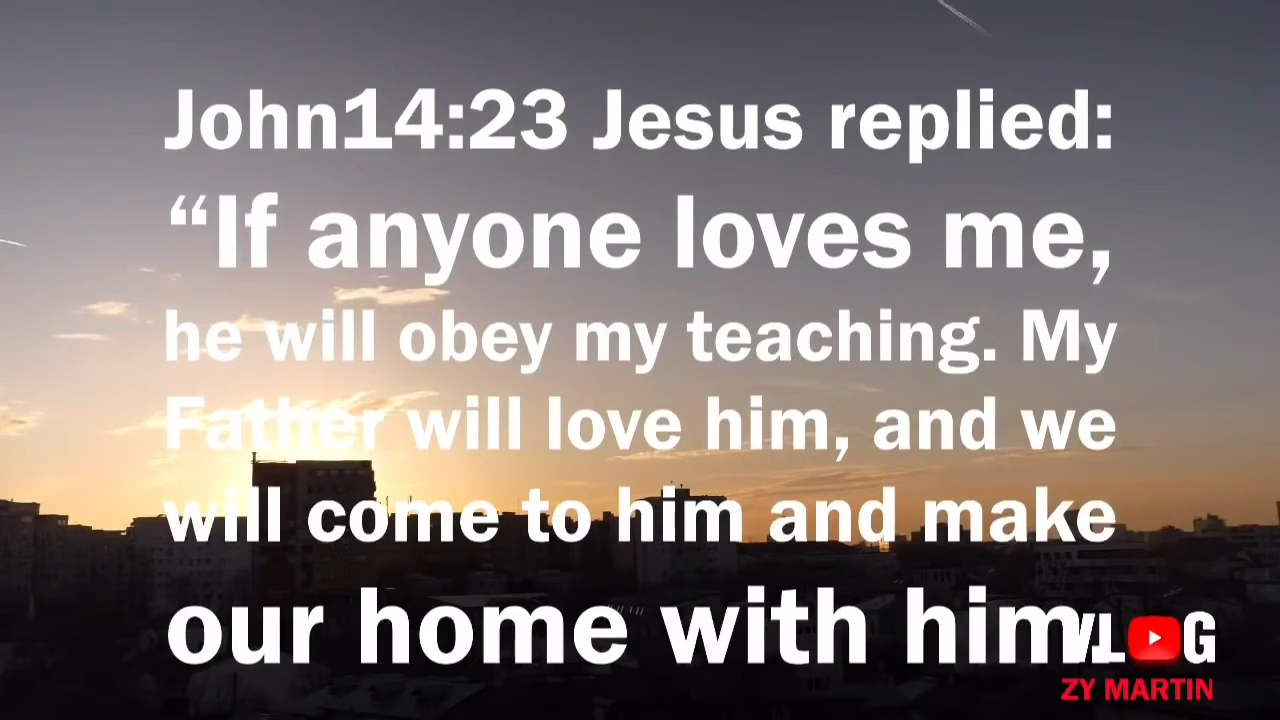 John14:23 Jesus replied:
“If anyone loves me,
he will obey my teaching. My
Father will love him, and we
will come to him and make
our home with him.
ZY MARTIN